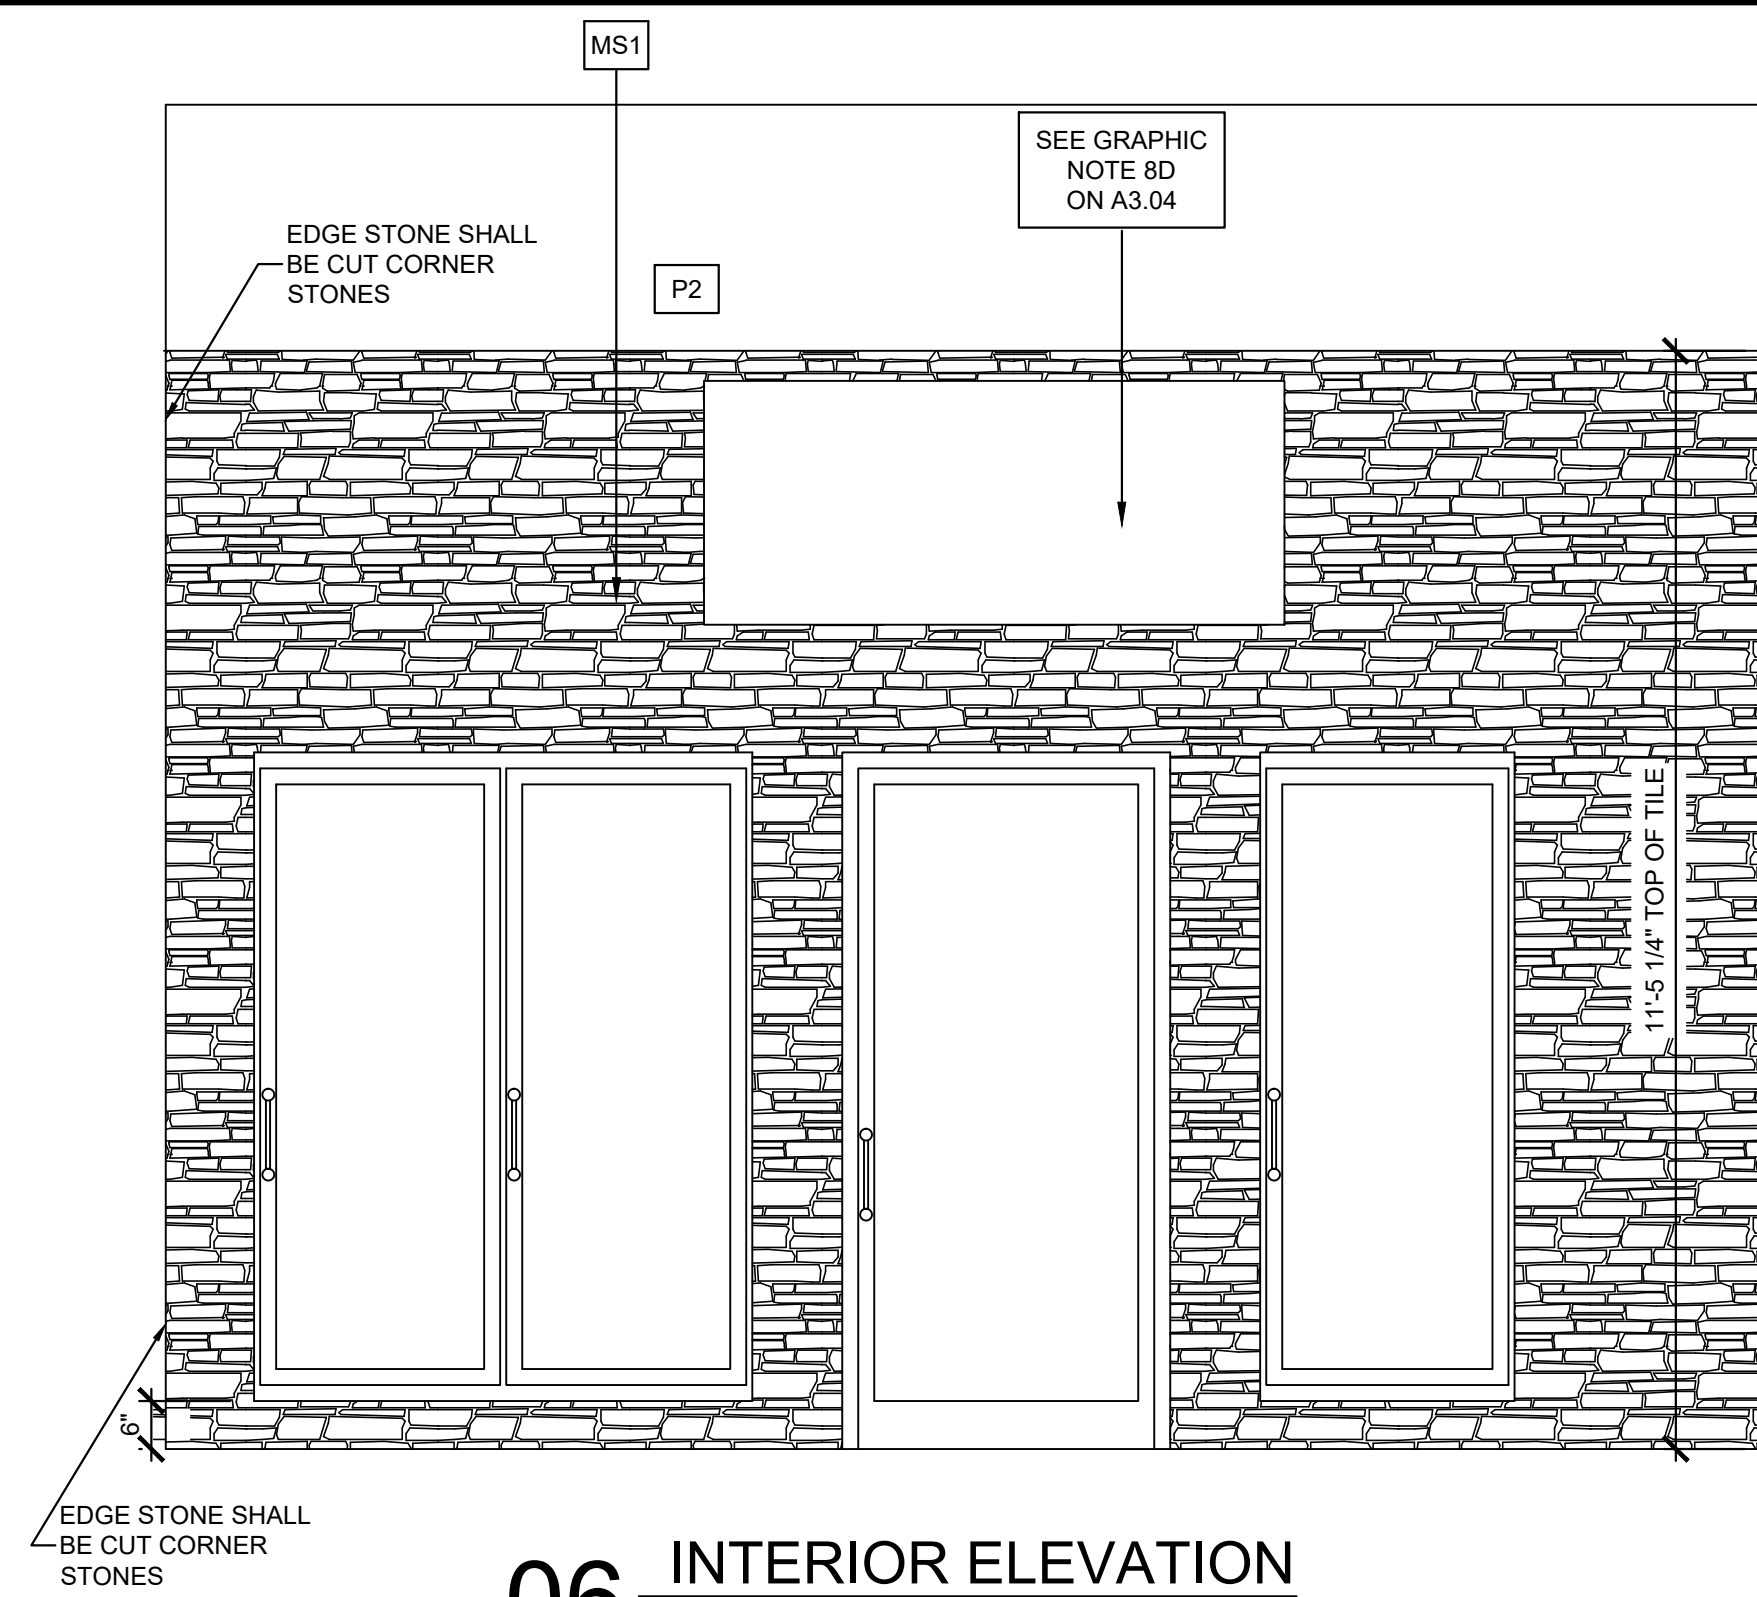 MS1
SEE GRAPHIC
NOTE 8D
ON A3.04
EDGE STONE SHALL
BE CUT CORNER
STONES
P2
11'-5 1/4" TOP OF TILE
6"
EDGE STONE SHALL
BE CUT CORNER
STONES
06
INTERIOR ELEVATION